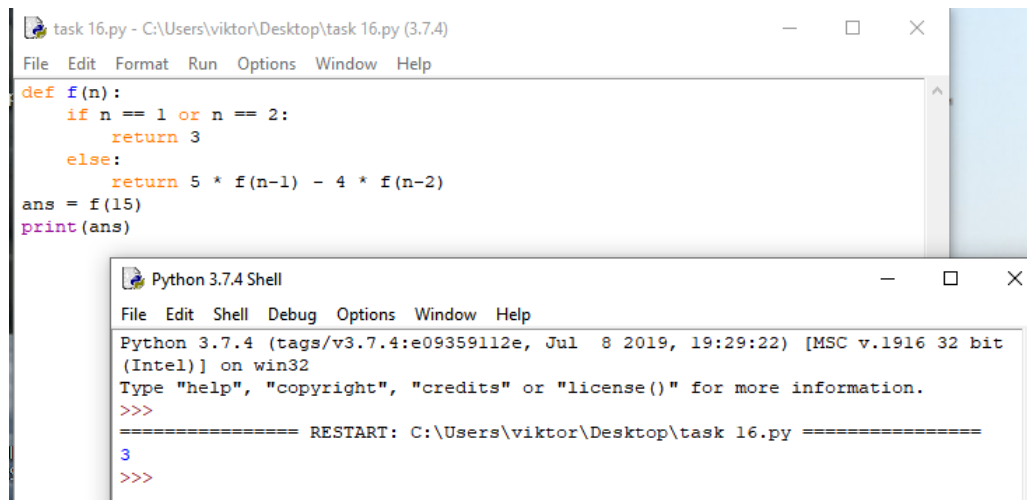 task 16.py - C:\Users\viktor\Desktop\task 16.py (3.7.4)
File Edit Format Run Options Window Help
def f(n):
    if n == 1 or n == 2:
        return 3
    else:
        return 5 * f(n-1) - 4 * f(n-2)
ans = f(15)
print(ans)
Python 3.7.4 Shell
File Edit Shell Debug Options Window Help
Python 3.7.4 (tags/v3.7.4:e09359112e, Jul  8 2019, 19:29:22) [MSC v.1916 32 bit
(Intel)] on win32
Type "help", "copyright", "credits" or "license()" for more information.
>>>
================ RESTART: C:\Users\viktor\Desktop\task 16.py ================
3
>>>